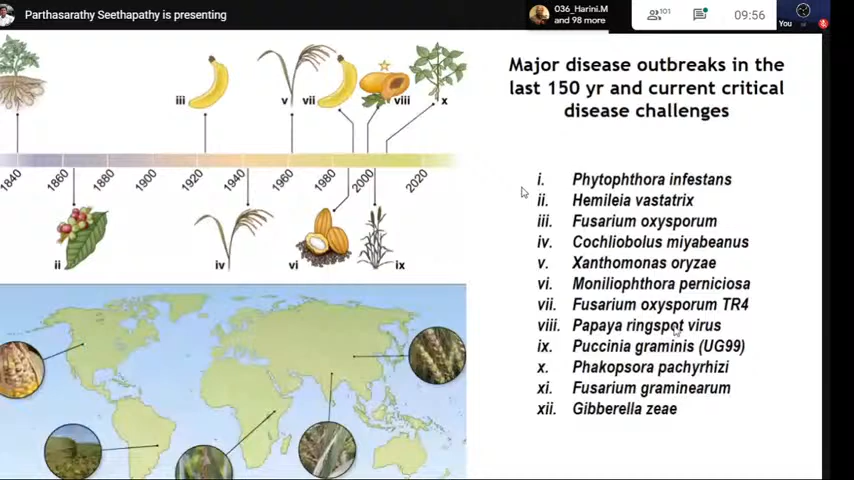 Parthasarathy Seethapathy is presenting
036_Harini.M
and 98 more
101
09:56
You
iii
v
vii
viii
x
1840
1860
1880
1900
1920
1940
1960
1980
2000
2020
ii
iv
vi
ix
Major disease outbreaks in the
last 150 yr and current critical
disease challenges
i. Phytophthora infestans
ii. Hemileia vastatrix
iii. Fusarium oxysporum
iv. Cochliobolus miyabeanus
v. Xanthomonas oryzae
vi. Moniliophthora perniciosa
vii. Fusarium oxysporum TR4
viii. Papaya ringspot virus
ix. Puccinia graminis (UG99)
x. Phakopsora pachyrhizi
xi. Fusarium graminearum
xii. Gibberella zeae